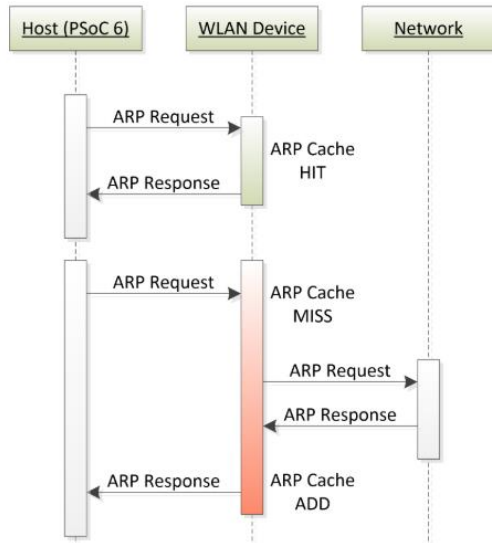 Host (PSoC 6)
WLAN Device
Network
ARP Request
ARP Cache
HIT
ARP Response
ARP Request
ARP Cache
MISS
ARP Request
ARP Response
ARP Response
ARP Cache
ADD